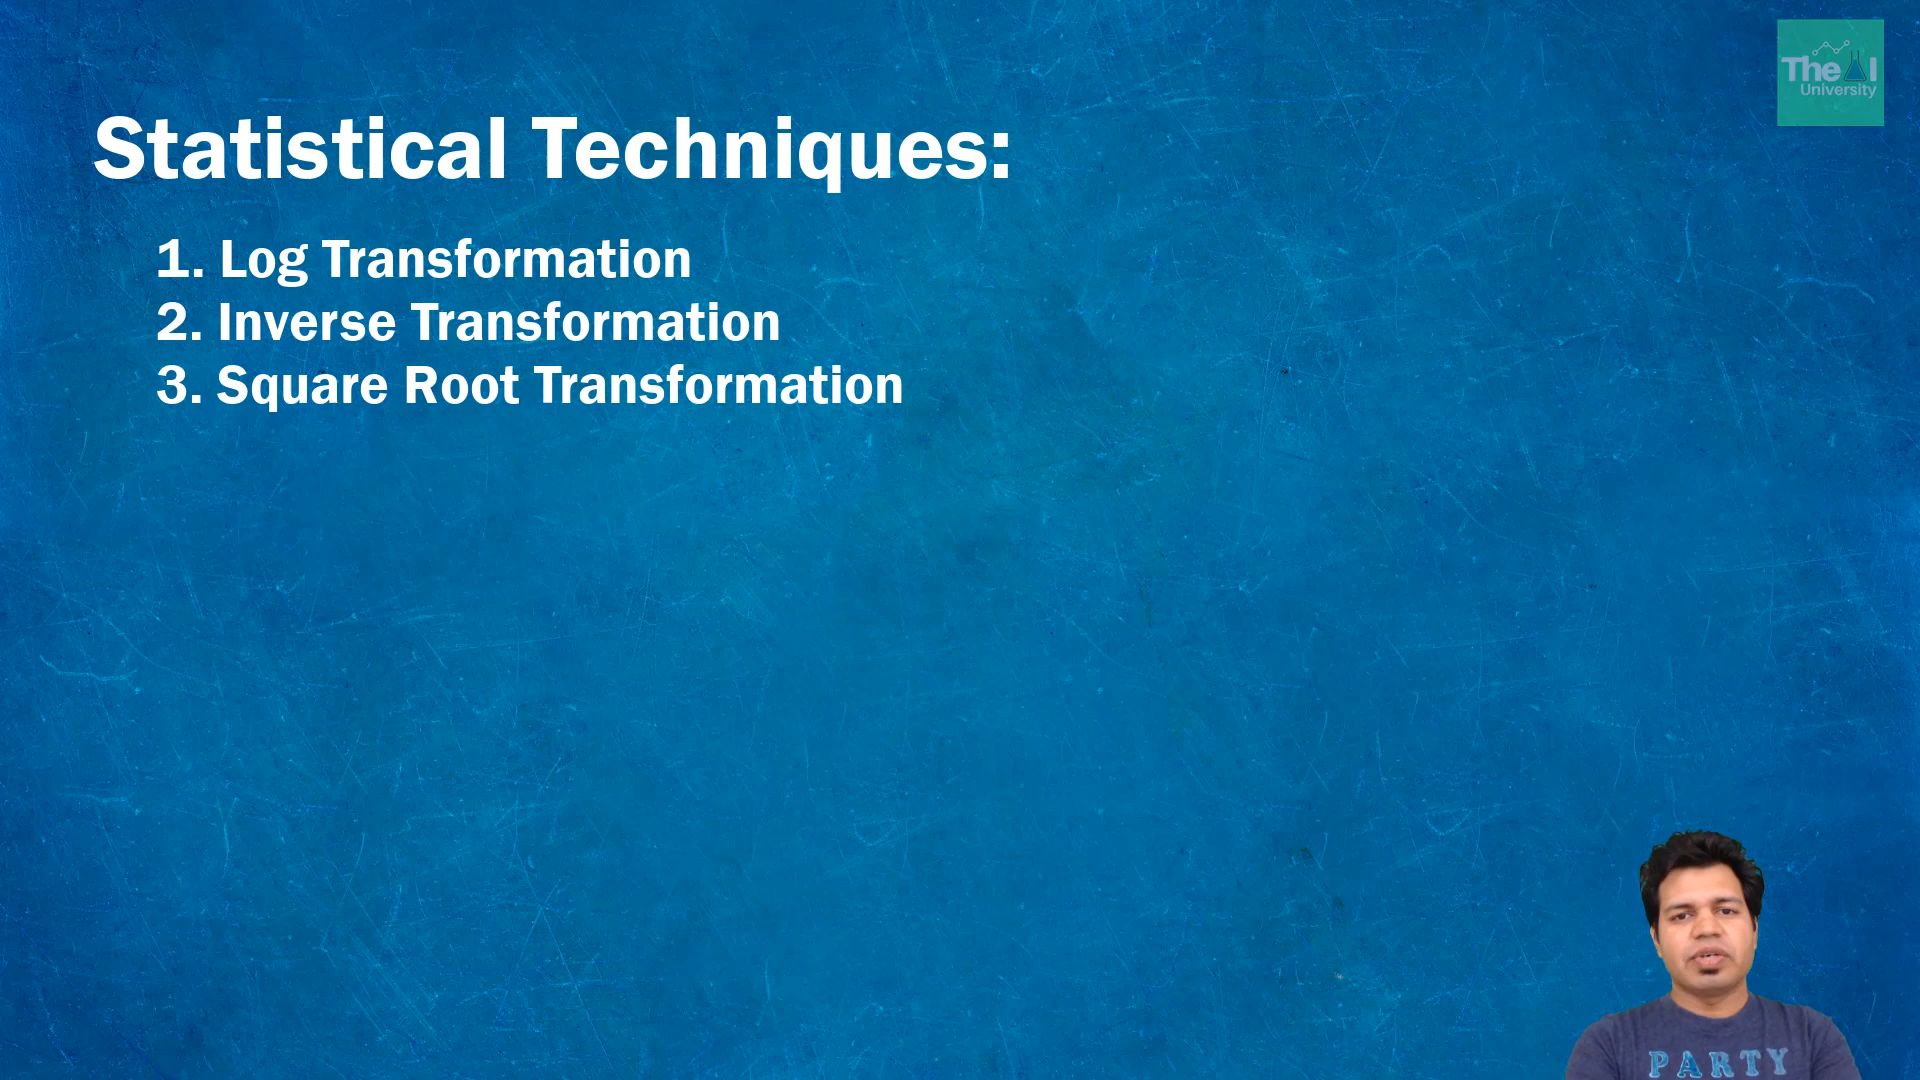 The AI
University
Statistical Techniques:
1. Log Transformation
2. Inverse Transformation
3. Square Root Transformation
PARTY